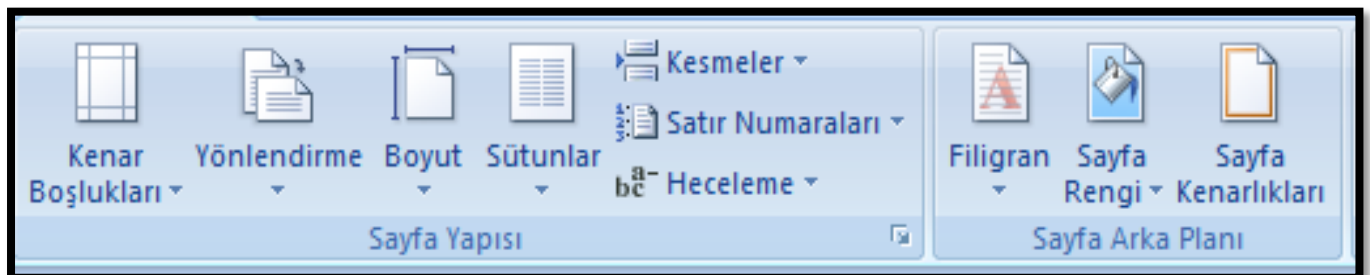 Kenar Boşlukları
Yönlendirme
Boyut
Sütunlar
Kesmeler
Satır Numaraları
Heceleme
Sayfa Yapısı
Filigran
Sayfa Rengi
Sayfa Kenarlıkları
Sayfa Arka Planı